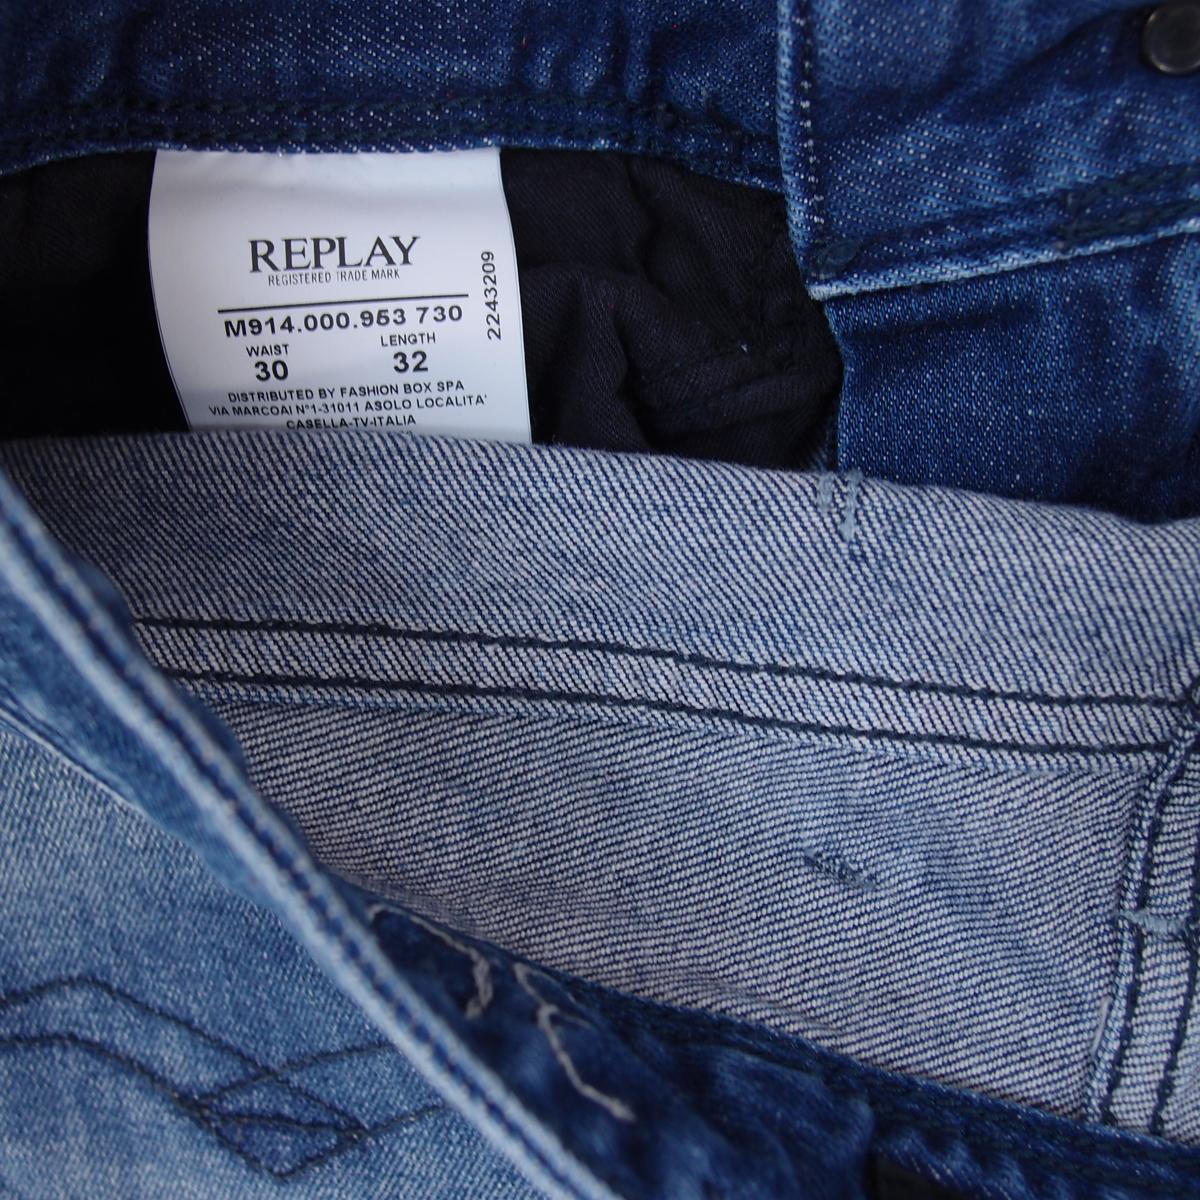 REPLAY
REGISTERED TRADE MARK
2243209
M914.000.953 730
WAIST LENGTH
30 32
DISTRIBUTED BY FASHION BOX SPA
VIA MARCOAI N°1-31011 ASOLO LOCALITA'
CASELLA-TV-ITALIA